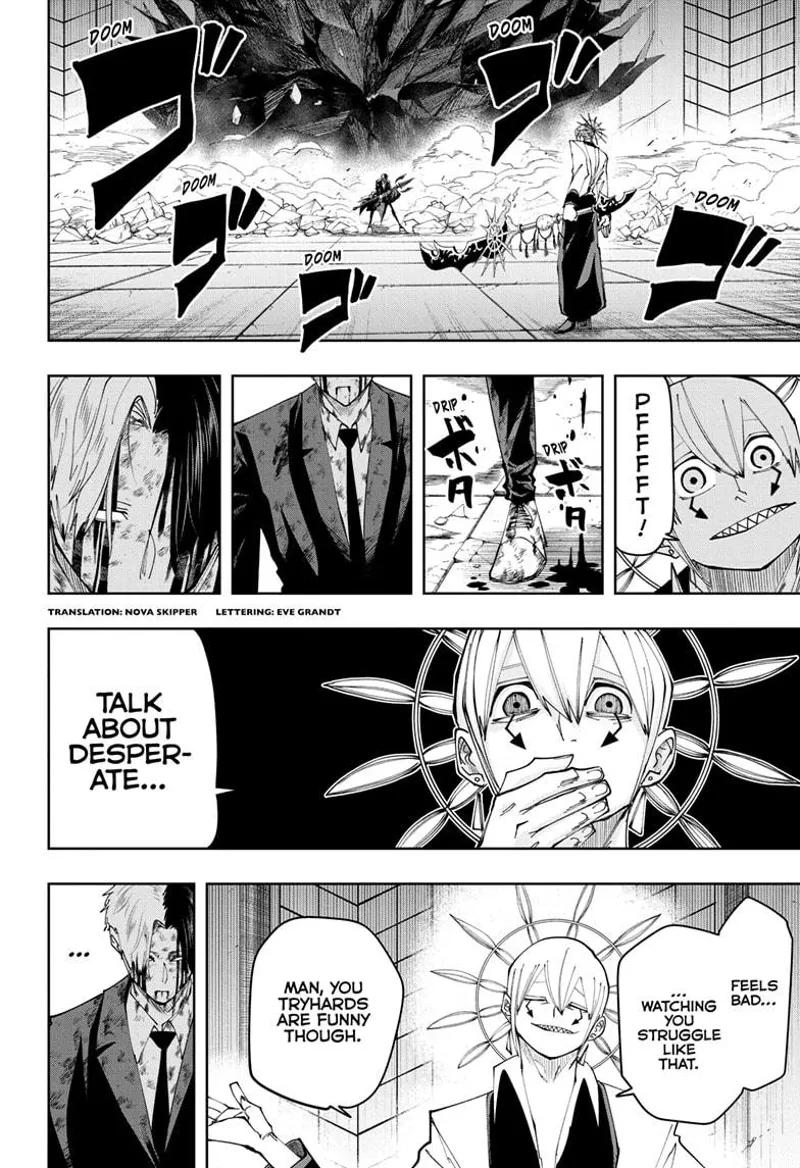 DOOM
DOOM
DOOM
DOOM
DOOM
ゴ
ゴ
ゴ
ゴ
ゴ
PFFFFT!
DRIP
ボタ
DRIP
ボタ
TRANSLATION: NOVA SKIPPER LETTERING: EVE GRANDT
TALK
ABOUT
DESPER-
ATE...
FEELS
BAD...
...
WATCHING
YOU
STRUGGLE
LIKE
THAT.
MAN, YOU
TRYHARDS
ARE FUNNY
THOUGH.
...